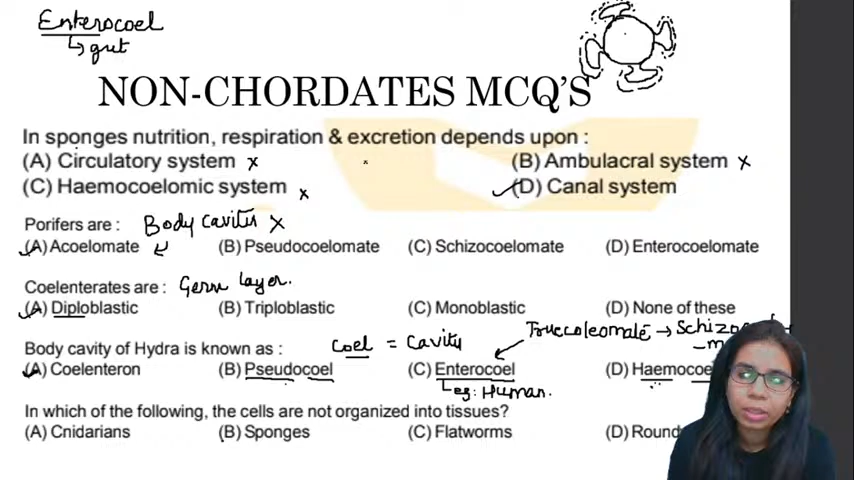 Enterocoel
↳ gut
NON-CHORDATES MCQ'S
In sponges nutrition, respiration & excretion depends upon :
(A) Circulatory system x (B) Ambulacral system x
(C) Haemocoelomic system x (D) Canal system
Porifers are : Body cavities x
(A) Acoelomate (B) Pseudocoelomate (C) Schizocoelomate (D) Enterocoelomate
Coelenterates are : Germ layer.
(A) Diploblastic (B) Triploblastic (C) Monoblastic (D) None of these
Body cavity of Hydra is known as : Coel = Cavity Truecoleomate →
(A) Coelenteron (B) Pseudocoel (C) Enterocoel
↳ eg: Human.
In which of the following, the cells are not organized into tissues?
(A) Cnidarians (B) Sponges (C) Flatworms (D)